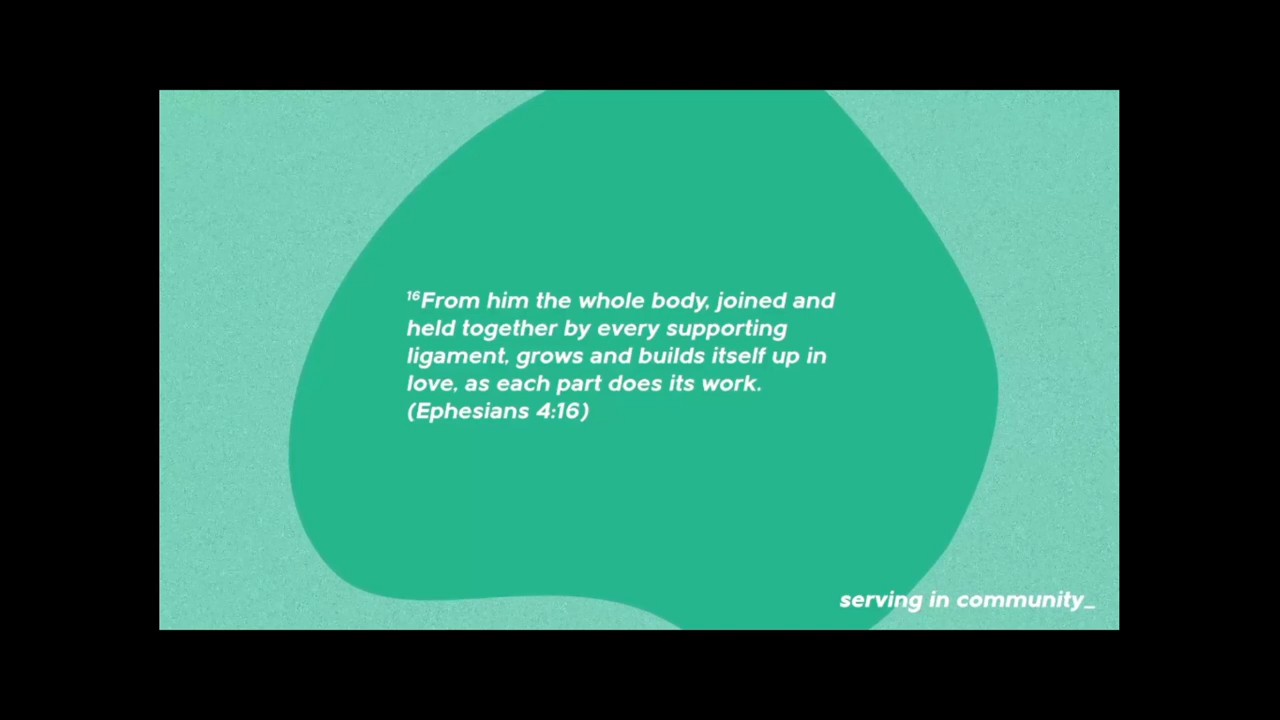 ¹⁶From him the whole body, joined and
held together by every supporting
ligament, grows and builds itself up in
love, as each part does its work.
(Ephesians 4:16)
serving in community_